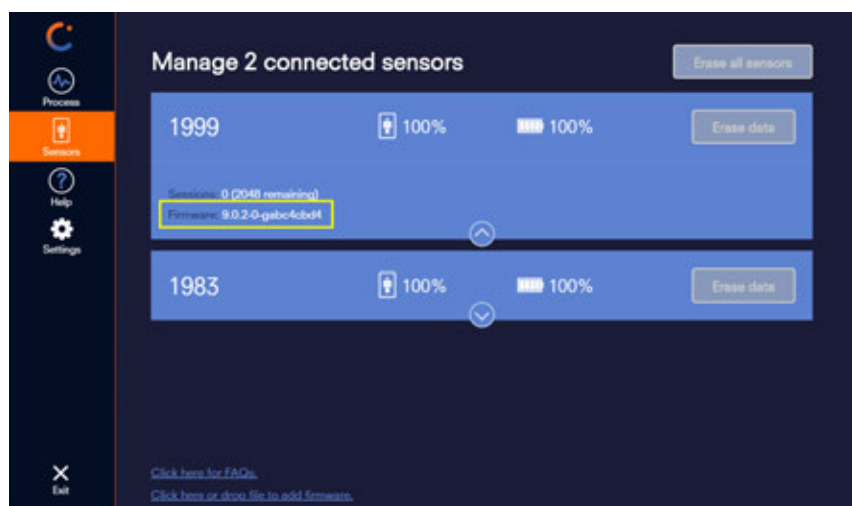 Manage 2 connected sensors
Erase all sensors
Process
Sensors
Help
Settings
Exit
1999
100%
100%
Erase data
Sessions: 0 (2048 remaining)
Firmware: 9.0.2-0-gabc4cbd4
1983
100%
100%
Erase data
Click here for FAQs.
Click here or drop file to add firmware.